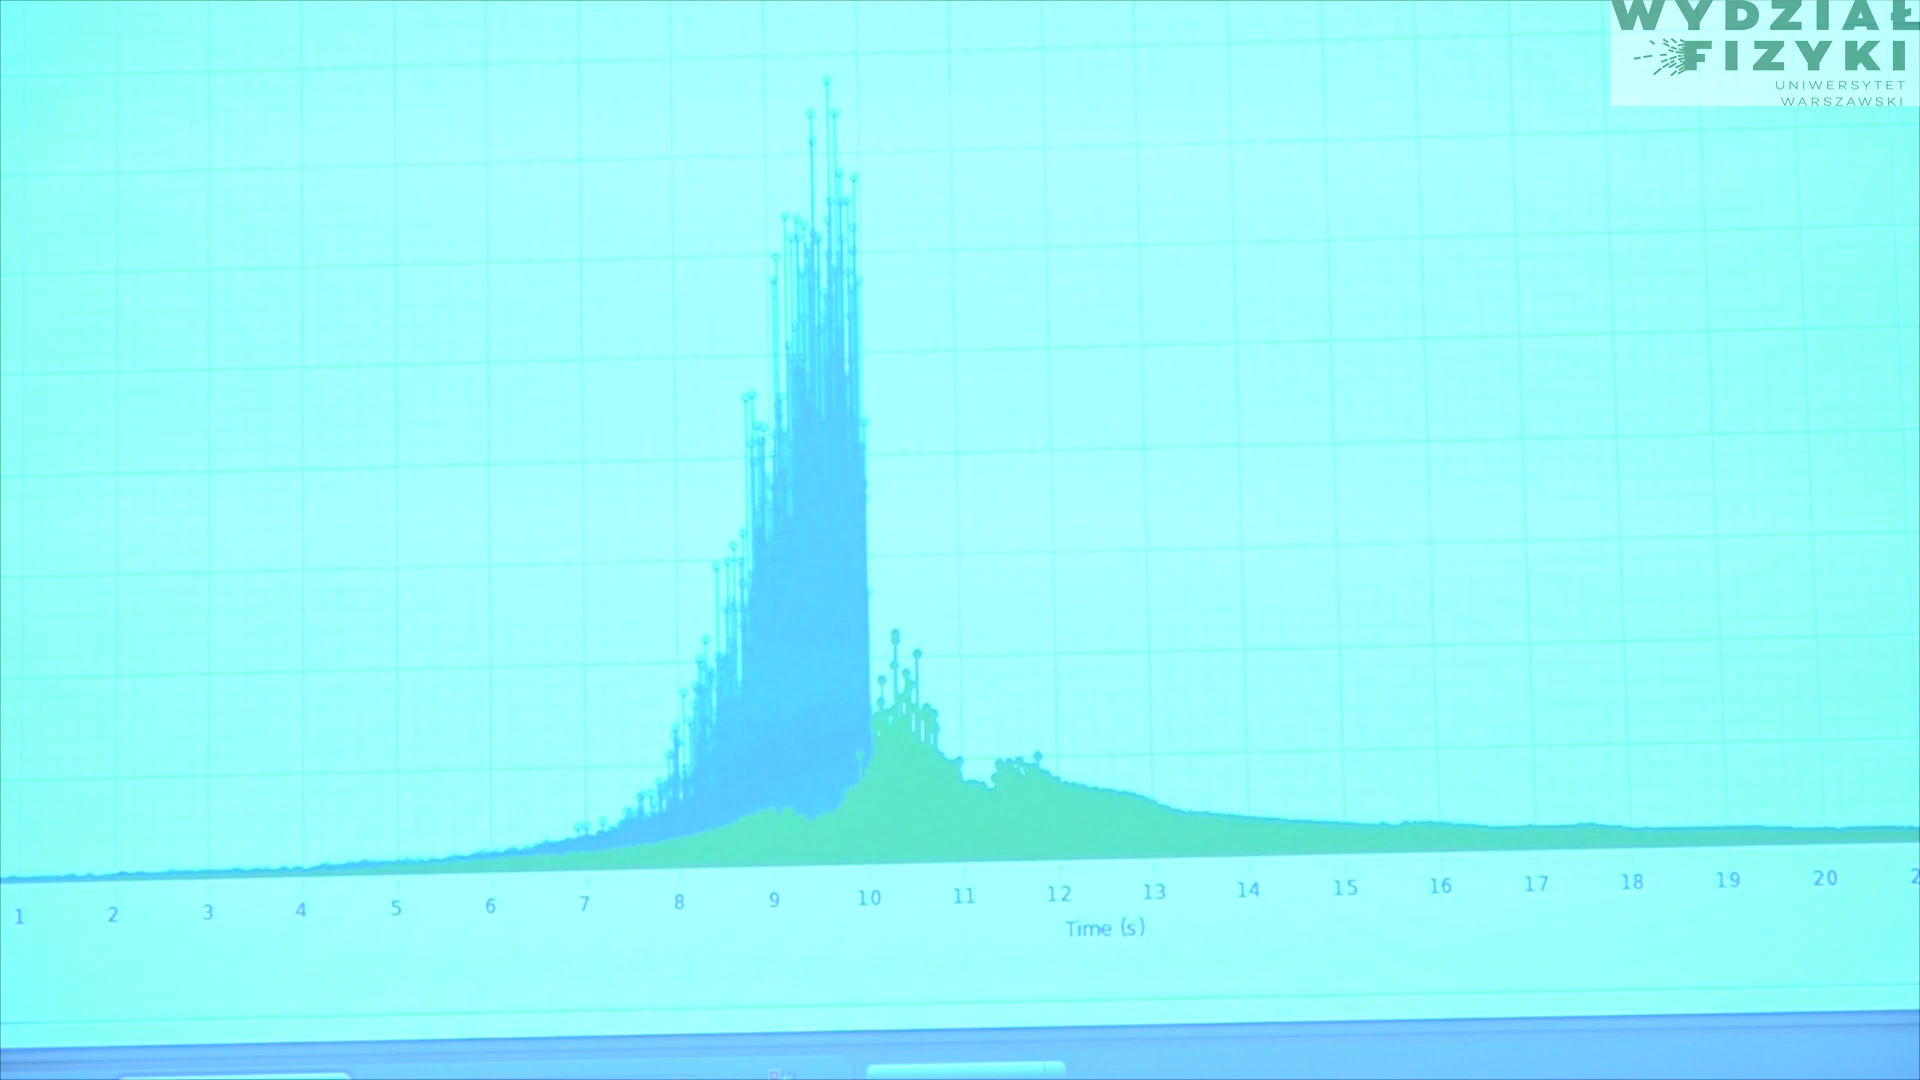 WYDZIAŁ
FIZYKI
UNIWERSYTET
WARSZAWSKI
1 2 3 4 5 6 7 8 9 10 11 12 13 14 15 16 17 18 19 20
Time (s)